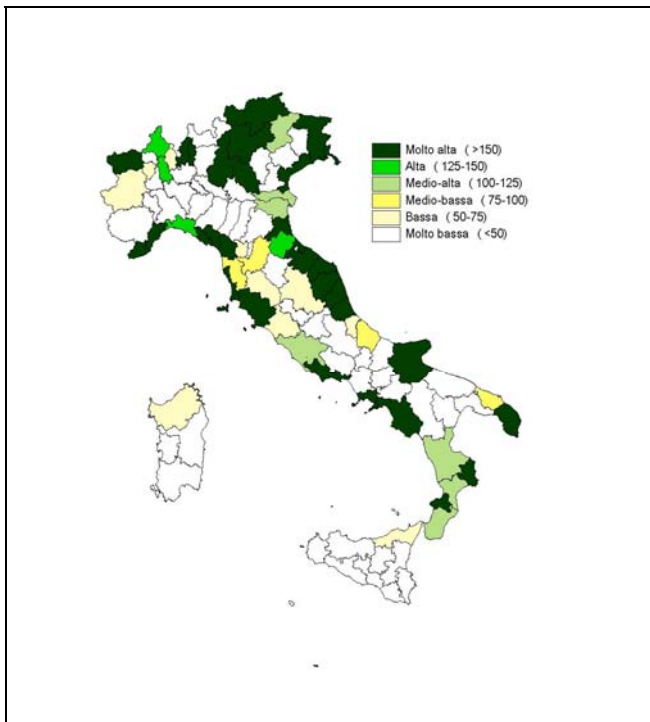 Molto alta (>150)
Alta (125-150)
Medio-alta (100-125)
Medio-bassa (75-100)
Bassa (50-75)
Molto bassa (<50)